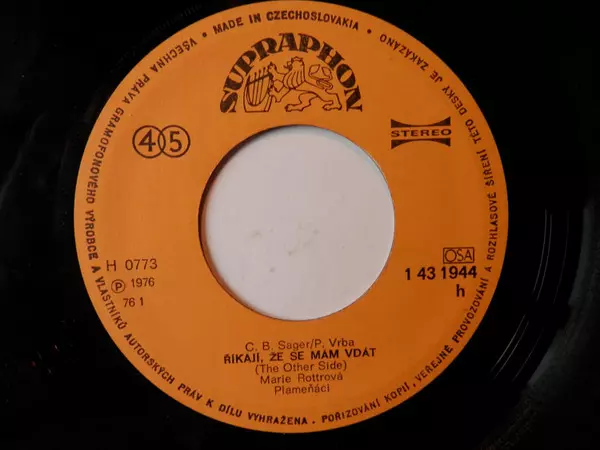 MADE IN CZECHOSLOVAKIA • VŠECHNA PRÁVA GRAMOFONOVÉHO VÝROBCE A VLASTNÍKŮ AUTORSKÝCH PRÁV K DÍLU VYHRAŽENA. POŘIZOVÁNÍ KOPIÍ, VEŘEJNÉ PROVOZOVÁNÍ A ROZHLASOVÉ ŠÍŘENÍ TÉTO DESKY JE ZAKÁZÁNO •
SUPRAPHON
45
STEREO
OSA
H 0773
1 43 1944
℗ 1976
h
76 1
C. B. Sager/P. Vrba
ŘÍKAJÍ, ŽE SE MÁM VDÁT
(The Other Side)
Marie Rottrová
Plameňáci